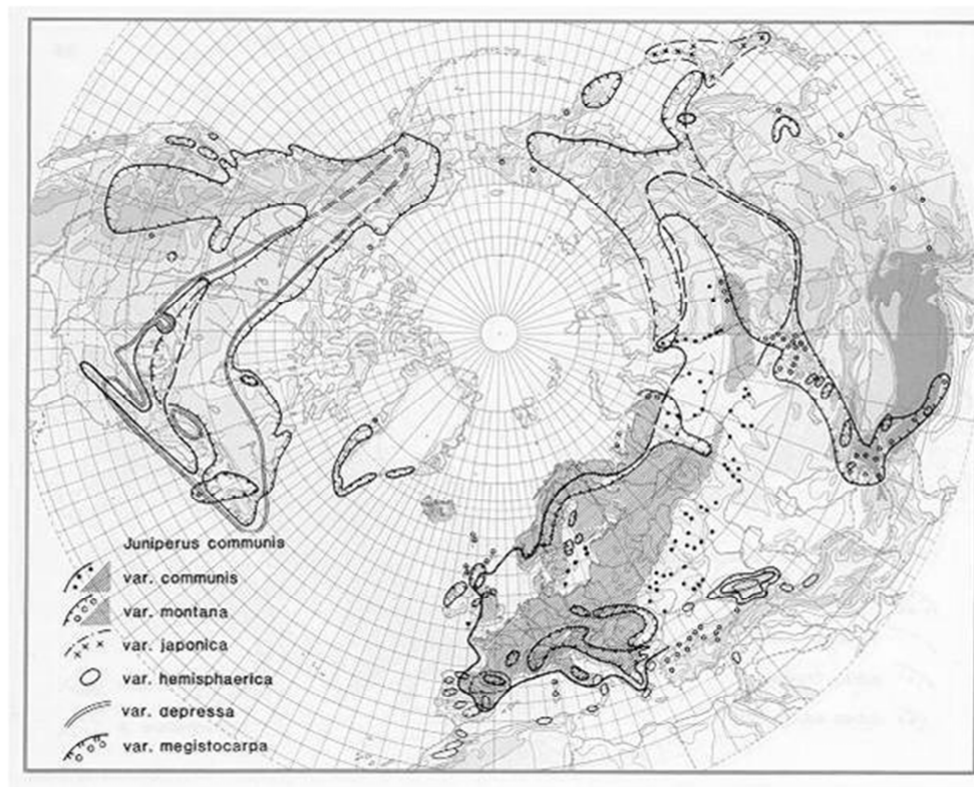 Juniperus communis
var. communis
var. montana
var. japonica
var. hemisphaerica
var. depressa
var. megistocarpa